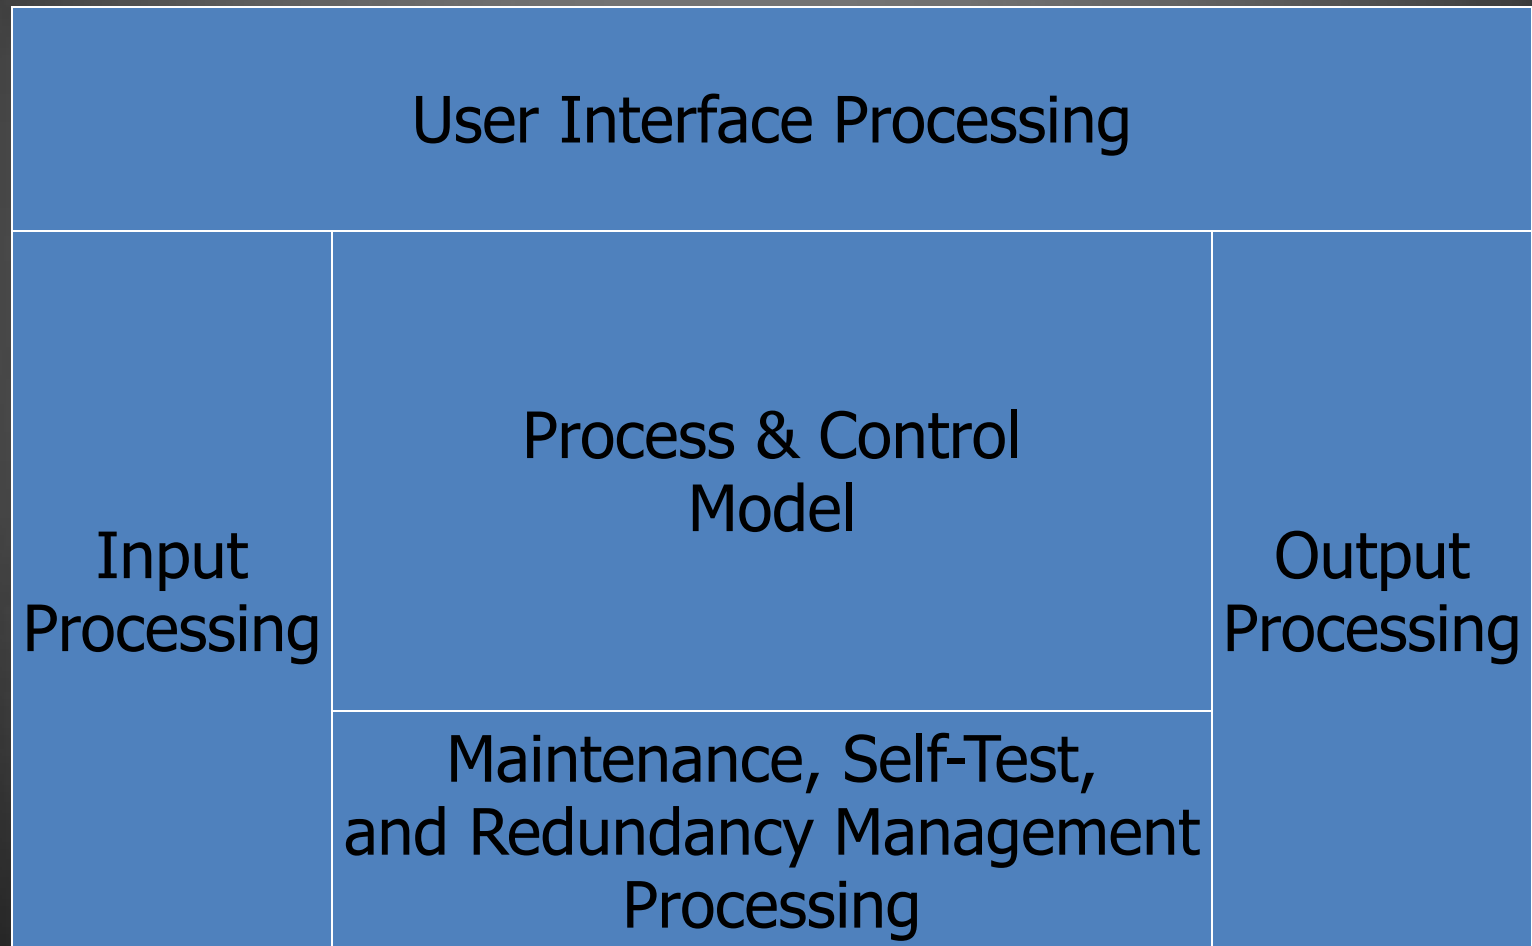 User Interface Processing
Input
Processing
Process & Control
Model
Output
Processing
Maintenance, Self-Test,
and Redundancy Management
Processing